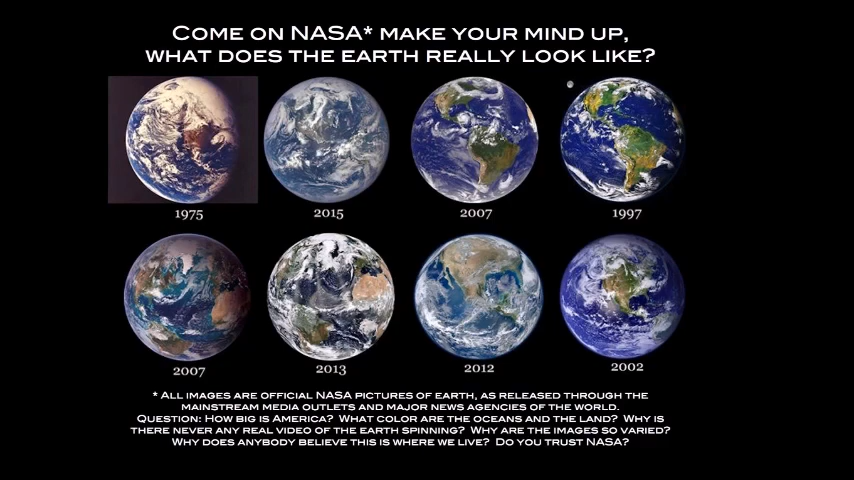 Come on NASA* make your mind up,
what does the earth really look like?
1975
2015
2007
1997
2007
2013
2012
2002
* All images are official NASA pictures of earth, as released through the
mainstream media outlets and major news agencies of the world.
Question: How big is America? What color are the oceans and the land? Why is
there never any real video of the earth spinning? Why are the images so varied?
Why does anybody believe this is where we live? Do you trust NASA?